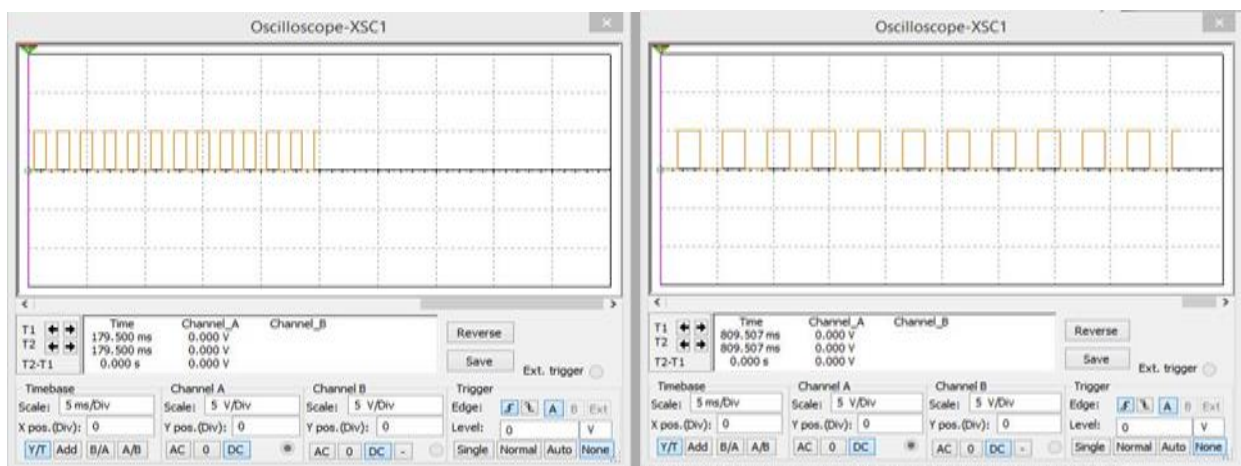 Oscilloscope-XSC1
Time Channel_A Channel_B
T1 179.500 ms 0.000 V
T2 179.500 ms 0.000 V
T2-T1 0.000 s 0.000 V
Reverse
Save
Ext. trigger
Timebase Channel A Channel B Trigger
Scale: 5 ms/Div Scale: 5 V/Div Scale: 5 V/Div Edge: A B Ext
X pos.(Div): 0 Y pos.(Div): 0 Y pos.(Div): 0 Level: 0 V
Y/T Add B/A A/B AC 0 DC AC 0 DC - Single Normal Auto None
Oscilloscope-XSC1
Time Channel_A Channel_B
T1 809.507 ms 0.000 V
T2 809.507 ms 0.000 V
T2-T1 0.000 s 0.000 V
Reverse
Save
Ext. trigger
Timebase Channel A Channel B Trigger
Scale: 5 ms/Div Scale: 5 V/Div Scale: 5 V/Div Edge: A B Ext
X pos.(Div): 0 Y pos.(Div): 0 Y pos.(Div): 0 Level: 0 V
Y/T Add B/A A/B AC 0 DC AC 0 DC - Single Normal Auto None